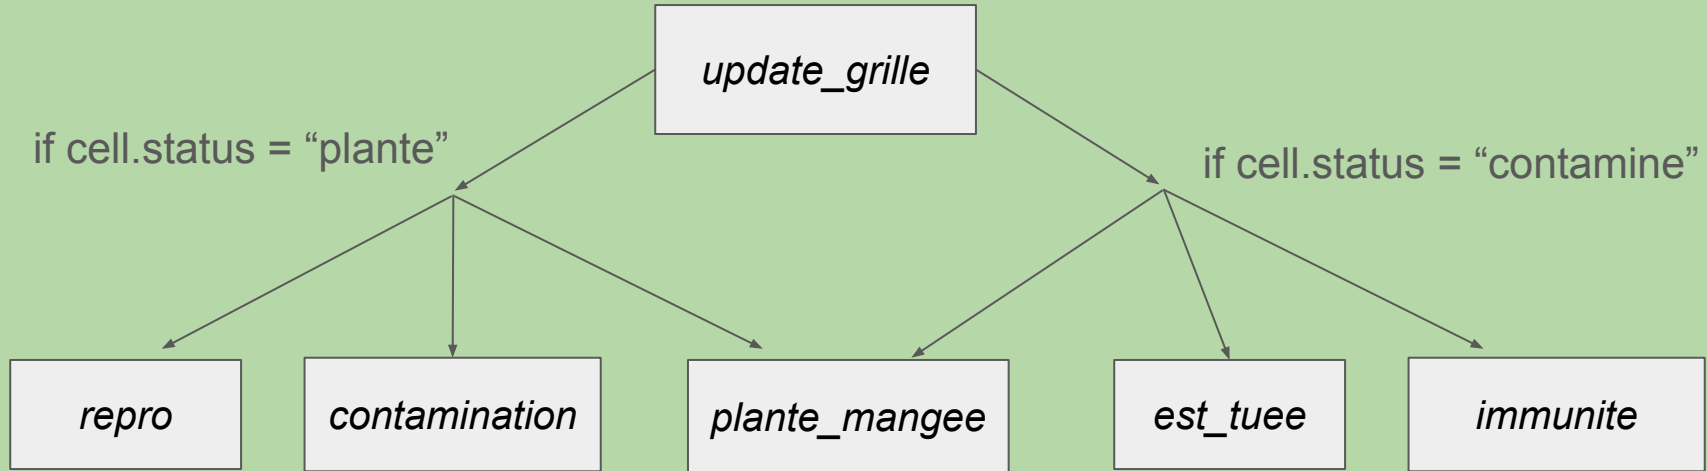 update_grille
if cell.status = “plante”
if cell.status = “contamine”
repro
contamination
plante_mangee
est_tuee
immunite